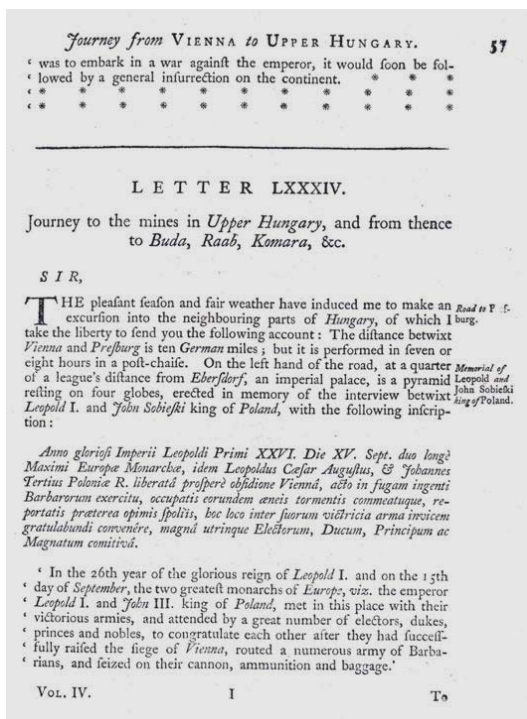 Journey from VIENNA to UPPER HUNGARY. 57
‘ was to embark in a war againſt the emperor, it would ſoon be fol-
‘ lowed by a general inſurrection on the continent. * * *
‘ * * * * * * * * * * *
‘ * * * * * * * * * * *
LETTER LXXXIV.
Journey to the mines in Upper Hungary, and from thence
to Buda, Raab, Komara, &c.
SIR,
THE pleaſant ſeaſon and fair weather have induced me to make an
excurſion into the neighbouring parts of Hungary, of which I
take the liberty to ſend you the following account: The diſtance betwixt
Vienna and Preſburg is ten German miles; but it is performed in ſeven or
eight hours in a poſt-chaiſe. On the left hand of the road, at a quarter
of a league's diſtance from Eberſdorf, an imperial palace, is a pyramid
reſting on four globes, erected in memory of the interview betwixt
Leopold I. and John Sobieſki king of Poland, with the following inſcrip-
tion:
Road to
burg.
Memorial of
Leopold and
John Sobieſki
king of Poland.
Anno glorioſi Imperii Leopoldi Primi XXVI. Die XV. Sept. duo longè
Maximi Europæ Monarchæ, idem Leopoldus Cæſar Auguſtus, & Johannes
Tertius Poloniæ R. liberatá proſperè obſidione Vienná, acto in fugam ingenti
Barbarorum exercitu, occupatis eorundem æneis tormentis commeatuque, re-
portatis præterea opimis ſpoliis, hoc loco inter ſuorum victricia arma invicem
gratulabundi convenére, magná utrinque Electorum, Ducum, Principum ac
Magnatum comitivá.
‘ In the 26th year of the glorious reign of Leopold I. and on the 15th
‘ day of September, the two greateſt monarchs of Europe, viz. the emperor
‘ Leopold I. and John III. king of Poland, met in this place with their
‘ victorious armies, and attended by a great number of electors, dukes,
‘ princes and nobles, to congratulate each other after they had ſucceſſ-
‘ fully raiſed the ſiege of Vienna, routed a numerous army of Barba-
‘ rians, and ſeized on their cannon, ammunition and baggage.’
VOL. IV. I To